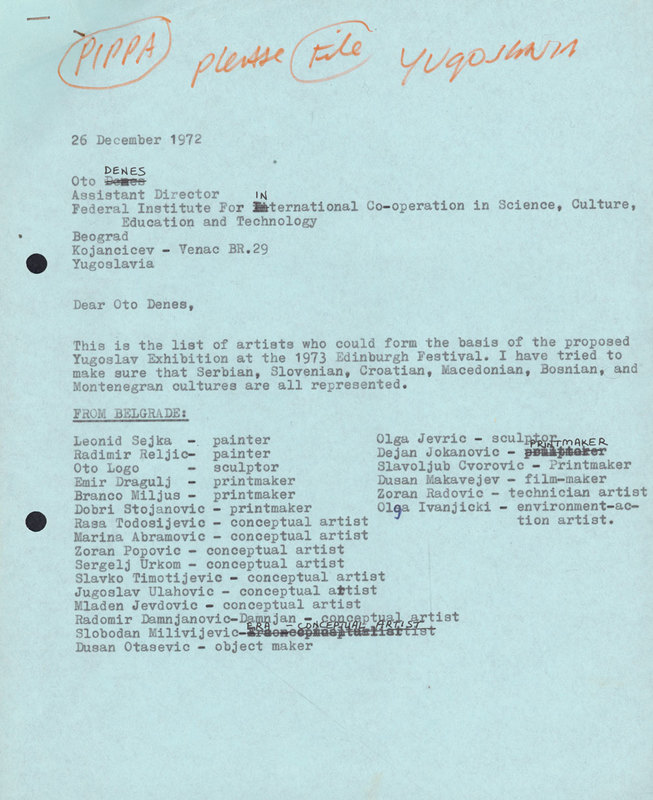 PIPPA please File YUGOSLAVIA
26 December 1972
DENES
Oto Denes
Assistant Director
IN
Federal Institute For International Co-operation in Science, Culture,
Education and Technology
Beograd
Kojancicev - Venac BR.29
Yugoslavia
Dear Oto Denes,
This is the list of artists who could form the basis of the proposed
Yugoslav Exhibition at the 1973 Edinburgh Festival. I have tried to
make sure that Serbian, Slovenian, Croatian, Macedonian, Bosnian, and
Montenegran cultures are all represented.
FROM BELGRADE:
Leonid Sejka - painter
Radimir Reljic- painter
Oto Logo - sculptor
Emir Dragulj - printmaker
Branco Miljus - printmaker
Dobri Stojanovic - printmaker
Rasa Todosijevic - conceptual artist
Marina Abramovic - conceptual artist
Zoran Popovic - conceptual artist
Sergelj Urkom - conceptual artist
Slavko Timotijevic - conceptual artist
Jugoslav Ulahovic - conceptual artist
Mladen Jevdovic - conceptual artist
Radomir Damnjanovic-Damnjan - conceptual artist
ERA - CONCEPTUAL ARTIST
Slobodan Milivijevic-
Dusan Otasevic - object maker
Olga Jevric - sculptor
PRINTMAKER
Dejan Jokanovic -
Slavoljub Cvorovic - Printmaker
Dusan Makavejev - film-maker
Zoran Radovic - technician artist
Olga Ivanjicki - environment-ac-
tion artist.